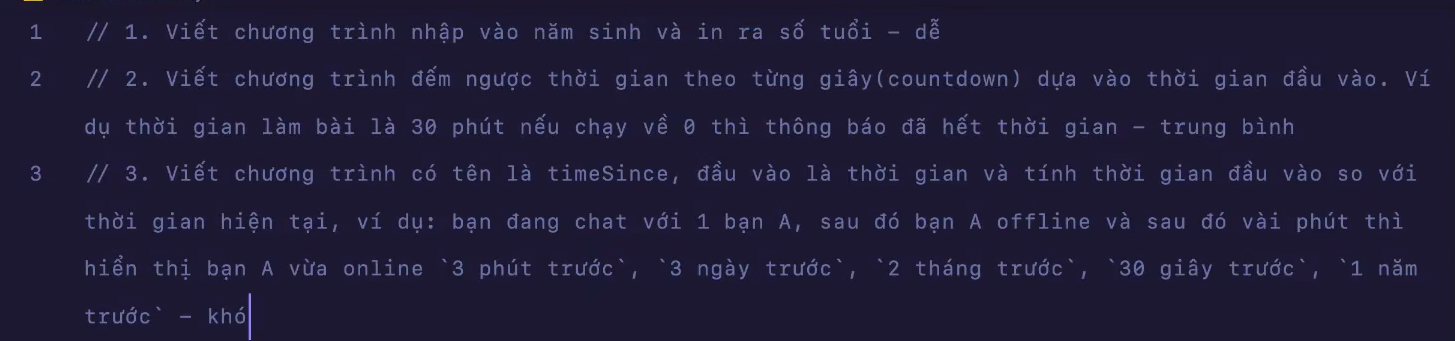 1 // 1. Viết chương trình nhập vào năm sinh và in ra số tuổi - dễ
2 // 2. Viết chương trình đếm ngược thời gian theo từng giây(countdown) dựa vào thời gian đầu vào. Ví
dụ thời gian làm bài là 30 phút nếu chạy về 0 thì thông báo đã hết thời gian - trung bình
3 // 3. Viết chương trình có tên là timeSince, đầu vào là thời gian và tính thời gian đầu vào so với
thời gian hiện tại, ví dụ: bạn đang chat với 1 bạn A, sau đó bạn A offline và sau đó vài phút thì
hiển thị bạn A vừa online `3 phút trước`, `3 ngày trước`, `2 tháng trước`, `30 giây trước`, `1 năm
trước` - khó